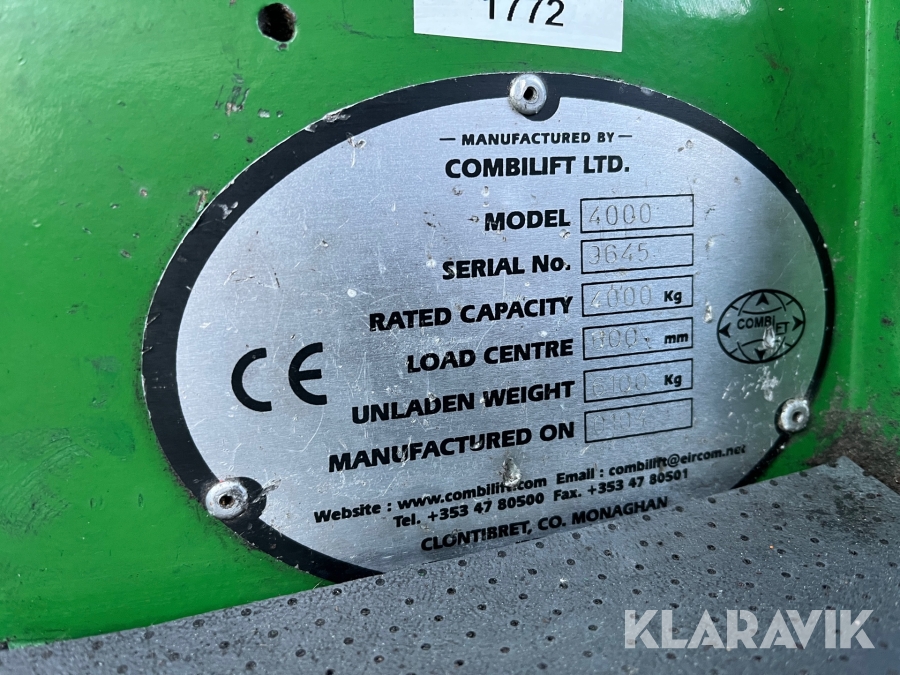 1772
MANUFACTURED BY
COMBILIFT LTD.
MODEL 4000
SERIAL No. 9645
RATED CAPACITY 4000 Kg
LOAD CENTRE 600 mm
UNLADEN WEIGHT Kg
MANUFACTURED ON
CE
COMBi
Website : www.combilift.com Email : combilift@eircom.net
Tel. +353 47 80500 Fax. +353 47 80501
CLONTIBRET, CO. MONAGHAN
KLARAVIK